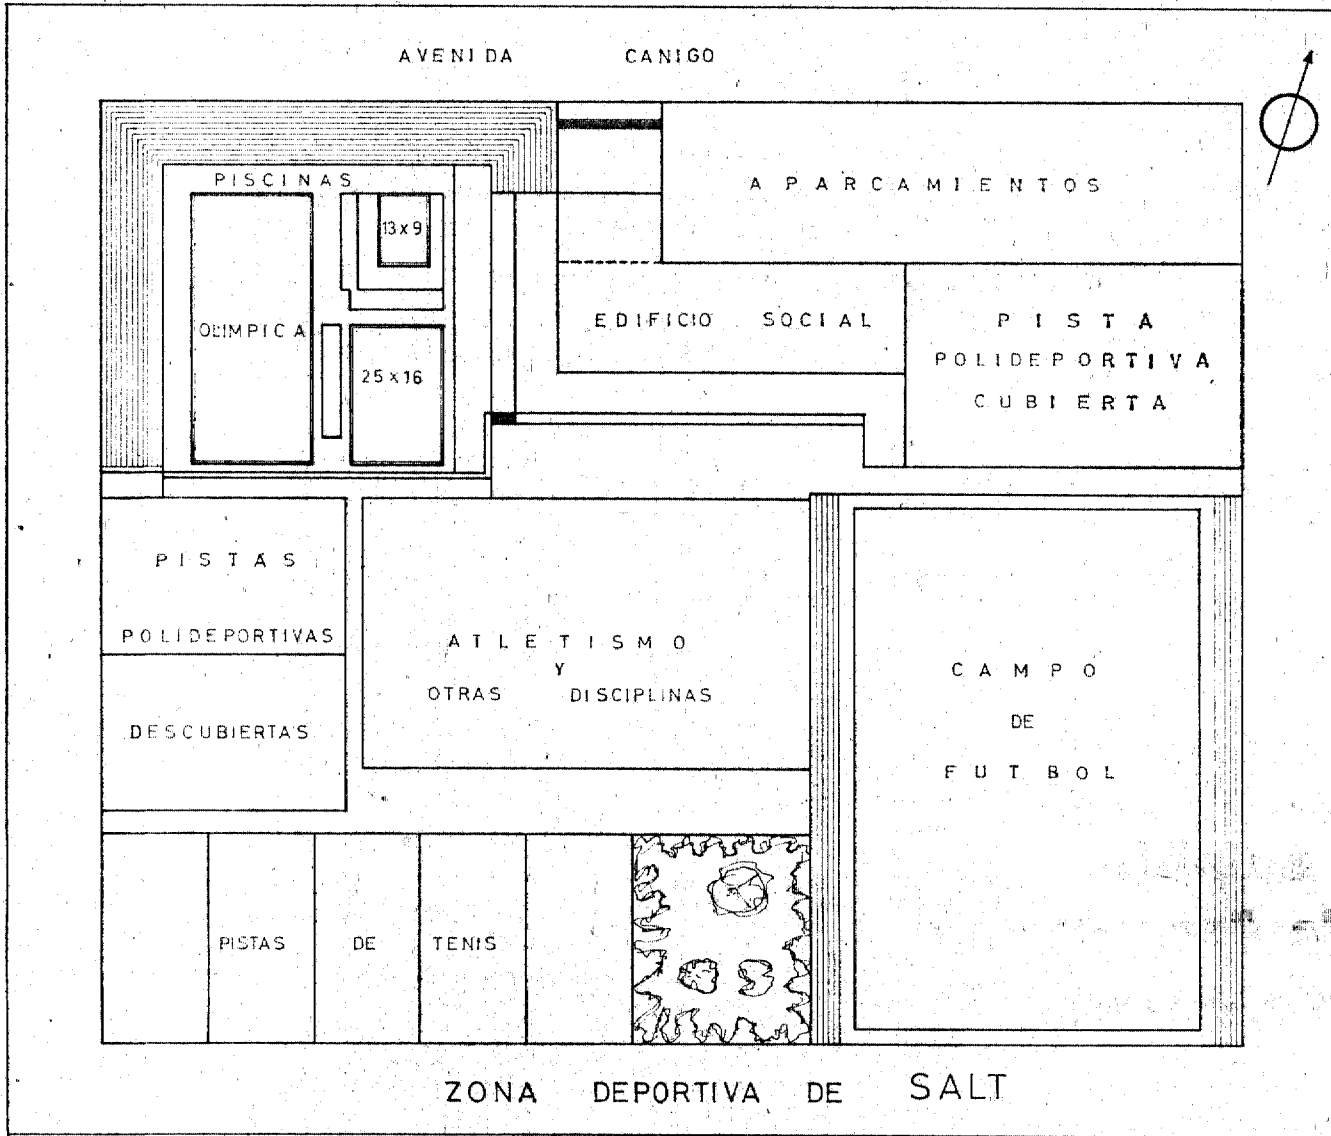 AVENIDA CANIGO
PISCINAS
13 x 9
OLIMPICA
25 x 16
APARCAMIENTOS
EDIFICIO SOCIAL
PISTA
POLIDEPORTIVA
CUBIERTA
PISTAS
POLIDEPORTIVAS
DESCUBIERTAS
ATLETISMO
Y
OTRAS DISCIPLINAS
CAMPO
DE
FUTBOL
PISTAS DE TENIS
ZONA DEPORTIVA DE SALT